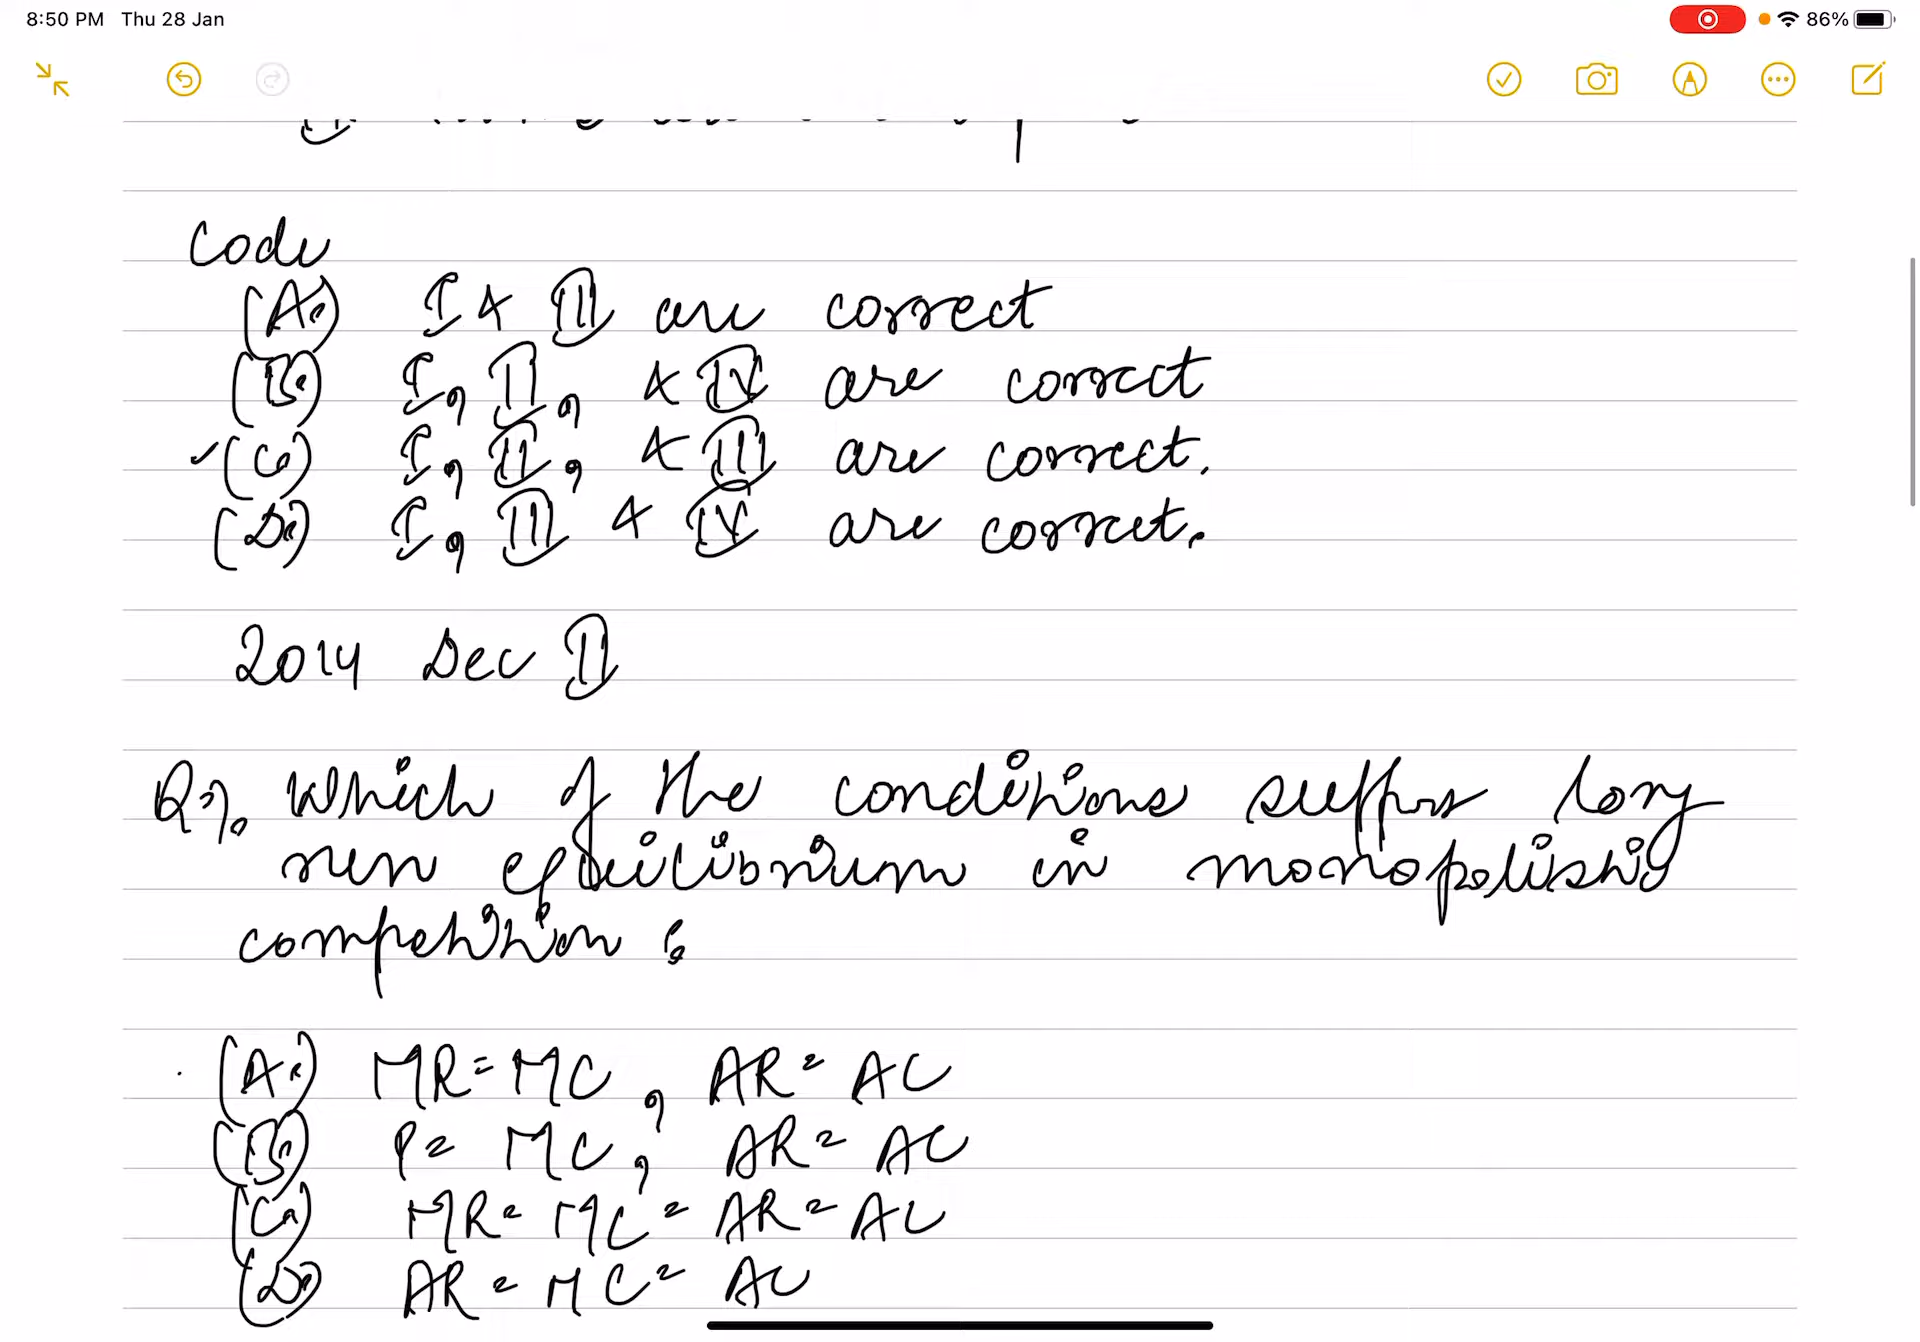 8:50 PM Thu 28 Jan 86%
Code
(A.) I & III are correct
(B.) I, II, & IV are correct
✓(C.) I, II, & III are correct.
(D.) I, III & IV are correct.
2014 Dec II
Q7. Which of the conditions support long
run equilibrium in monopolistic
competition :
(A.) MR = MC, AR = AC
(B.) P = MC, AR = AC
(C.) MR = MC = AR = AC
(D.) AR = MC = AC